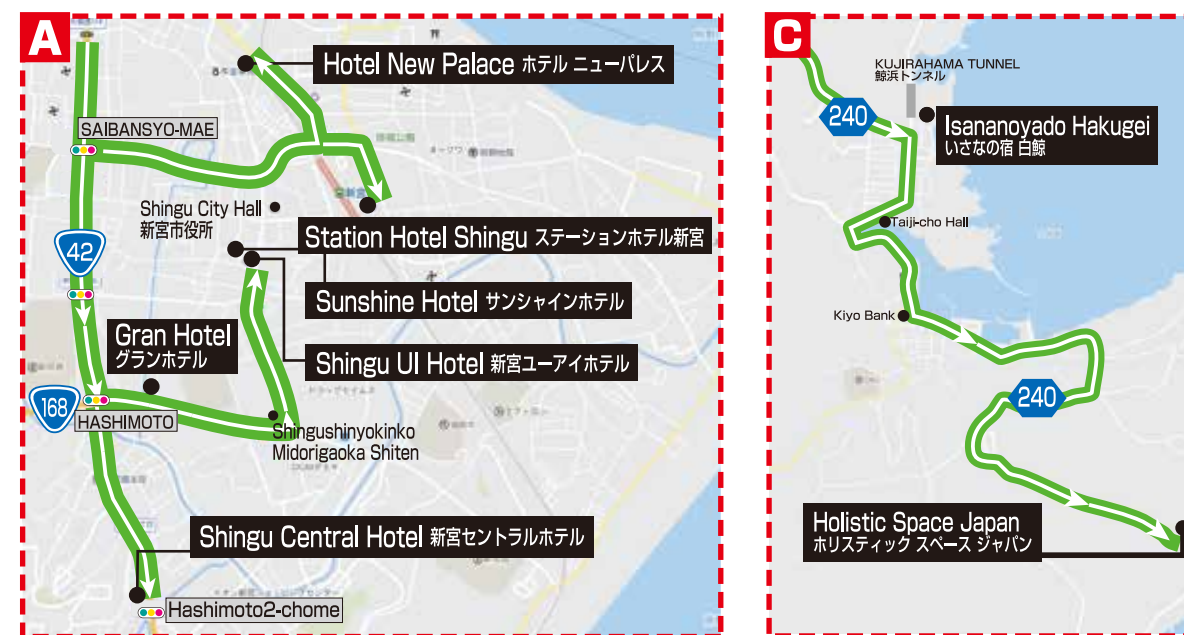 A
Hotel New Palace ホテル ニューパレス
SAIBANSYO-MAE
Shingu City Hall
新宮市役所
42
Station Hotel Shingu ステーションホテル新宮
Sunshine Hotel サンシャインホテル
Gran Hotel
グランホテル
Shingu UI Hotel 新宮ユーアイホテル
168
HASHIMOTO
Shingushinyokinko
Midorigaoka Shiten
Shingu Central Hotel 新宮セントラルホテル
Hashimoto2-chome
C
KUJIRAHAMA TUNNEL
鯨浜トンネル
240
Isananoyado Hakugei
いさなの宿 白鯨
Taiji-cho Hall
Kiyo Bank
240
Holistic Space Japan
ホリスティック スペース ジャパン